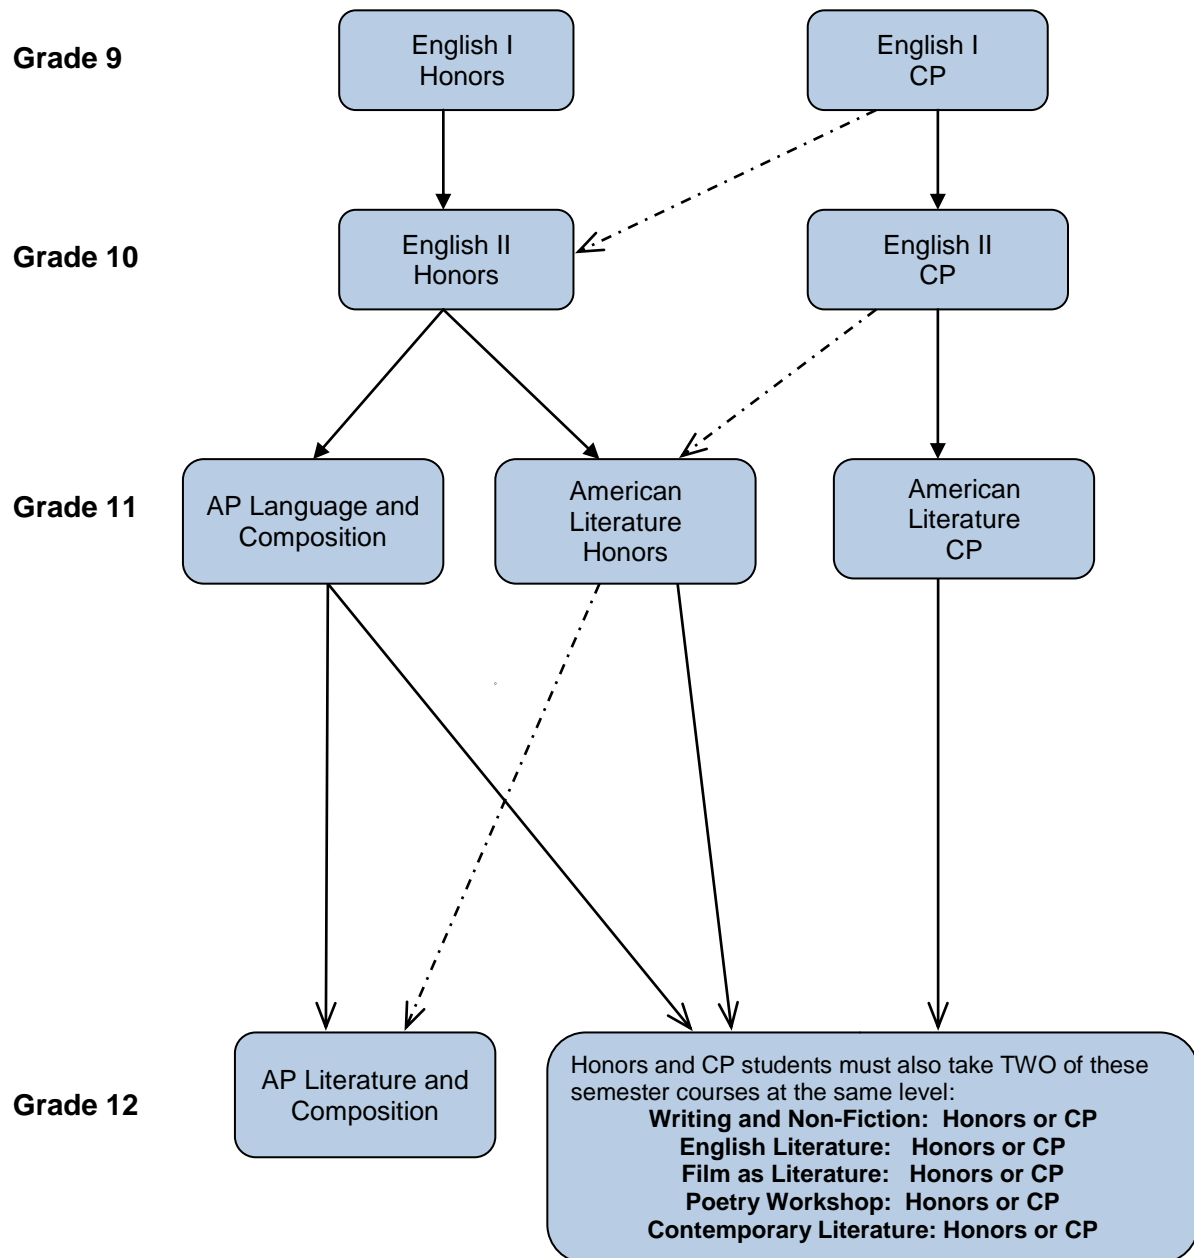 Grade 9
English I
Honors
English I
CP
Grade 10
English II
Honors
English II
CP
Grade 11
AP Language and
Composition
American
Literature
Honors
American
Literature
CP
Grade 12
AP Literature and
Composition
Honors and CP students must also take TWO of these
semester courses at the same level:
Writing and Non-Fiction:  Honors or CP
English Literature:   Honors or CP
Film as Literature:   Honors or CP
Poetry Workshop:  Honors or CP
Contemporary Literature: Honors or CP